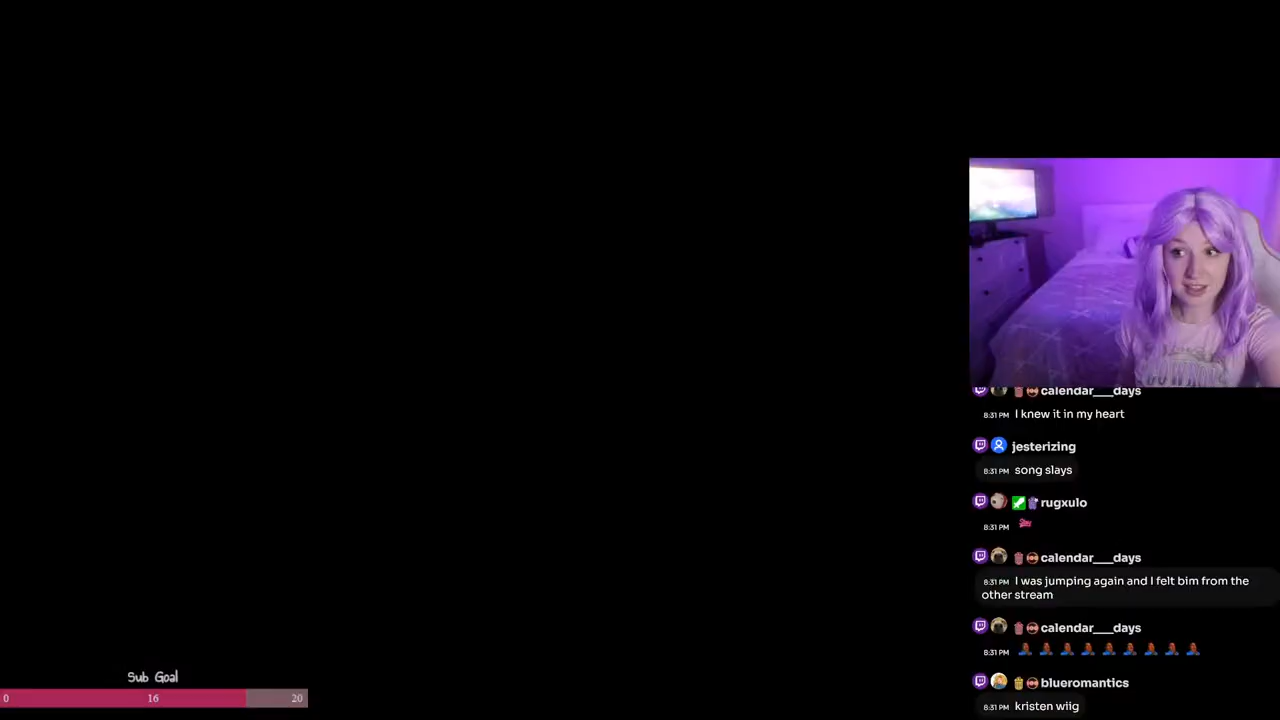 calendar___days
8:31 PM I knew it in my heart
jesterizing
8:31 PM song slays
rugxulo
8:31 PM
calendar___days
8:31 PM I was jumping again and I felt bim from the
other stream
calendar___days
8:31 PM
blueromantics
8:31 PM kristen wiig
Sub Goal
0 16 20